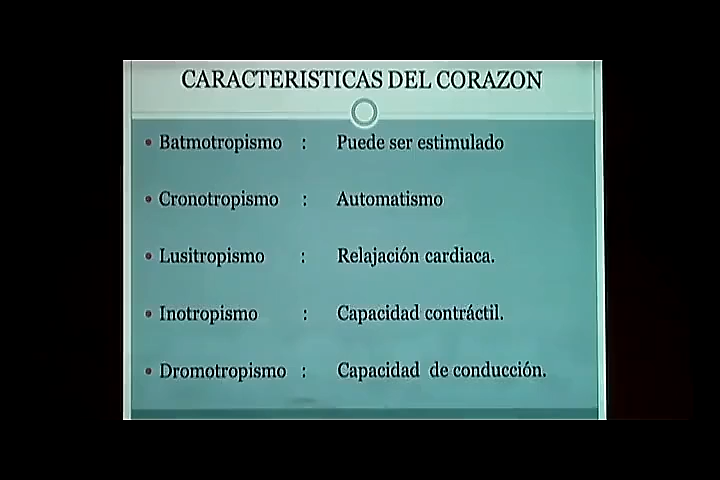 CARACTERISTICAS DEL CORAZON
• Batmotropismo : Puede ser estimulado
• Cronotropismo : Automatismo
• Lusitropismo : Relajación cardiaca.
• Inotropismo : Capacidad contráctil.
• Dromotropismo : Capacidad de conducción.